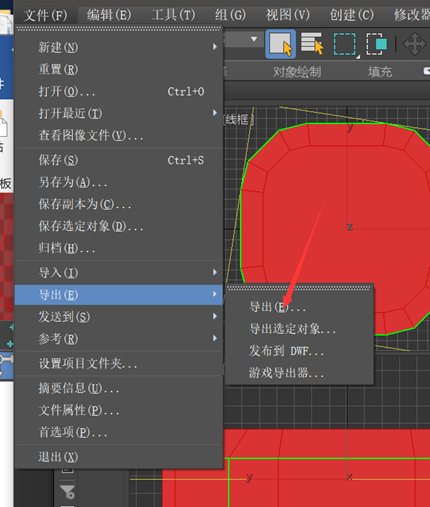 文件(F) 编辑(E) 工具(T) 组(G) 视图(V) 创建(C) 修改器
新建(N)
重置(R)
打开(O)... Ctrl+O
打开最近(T)
查看图像文件(V)...
保存(S) Ctrl+S
另存为(A)...
保存副本为(C)...
保存选定对象(D)...
归档(H)...
导入(I)
导出(E)
发送到(S)
参考(R)
设置项目文件夹...
摘要信息(U)...
文件属性(P)...
首选项(P)...
退出(X)
导出(E)...
导出选定对象...
发布到 DWF...
游戏导出器...
对象绘制 填充
线框]
y
z
y x
板